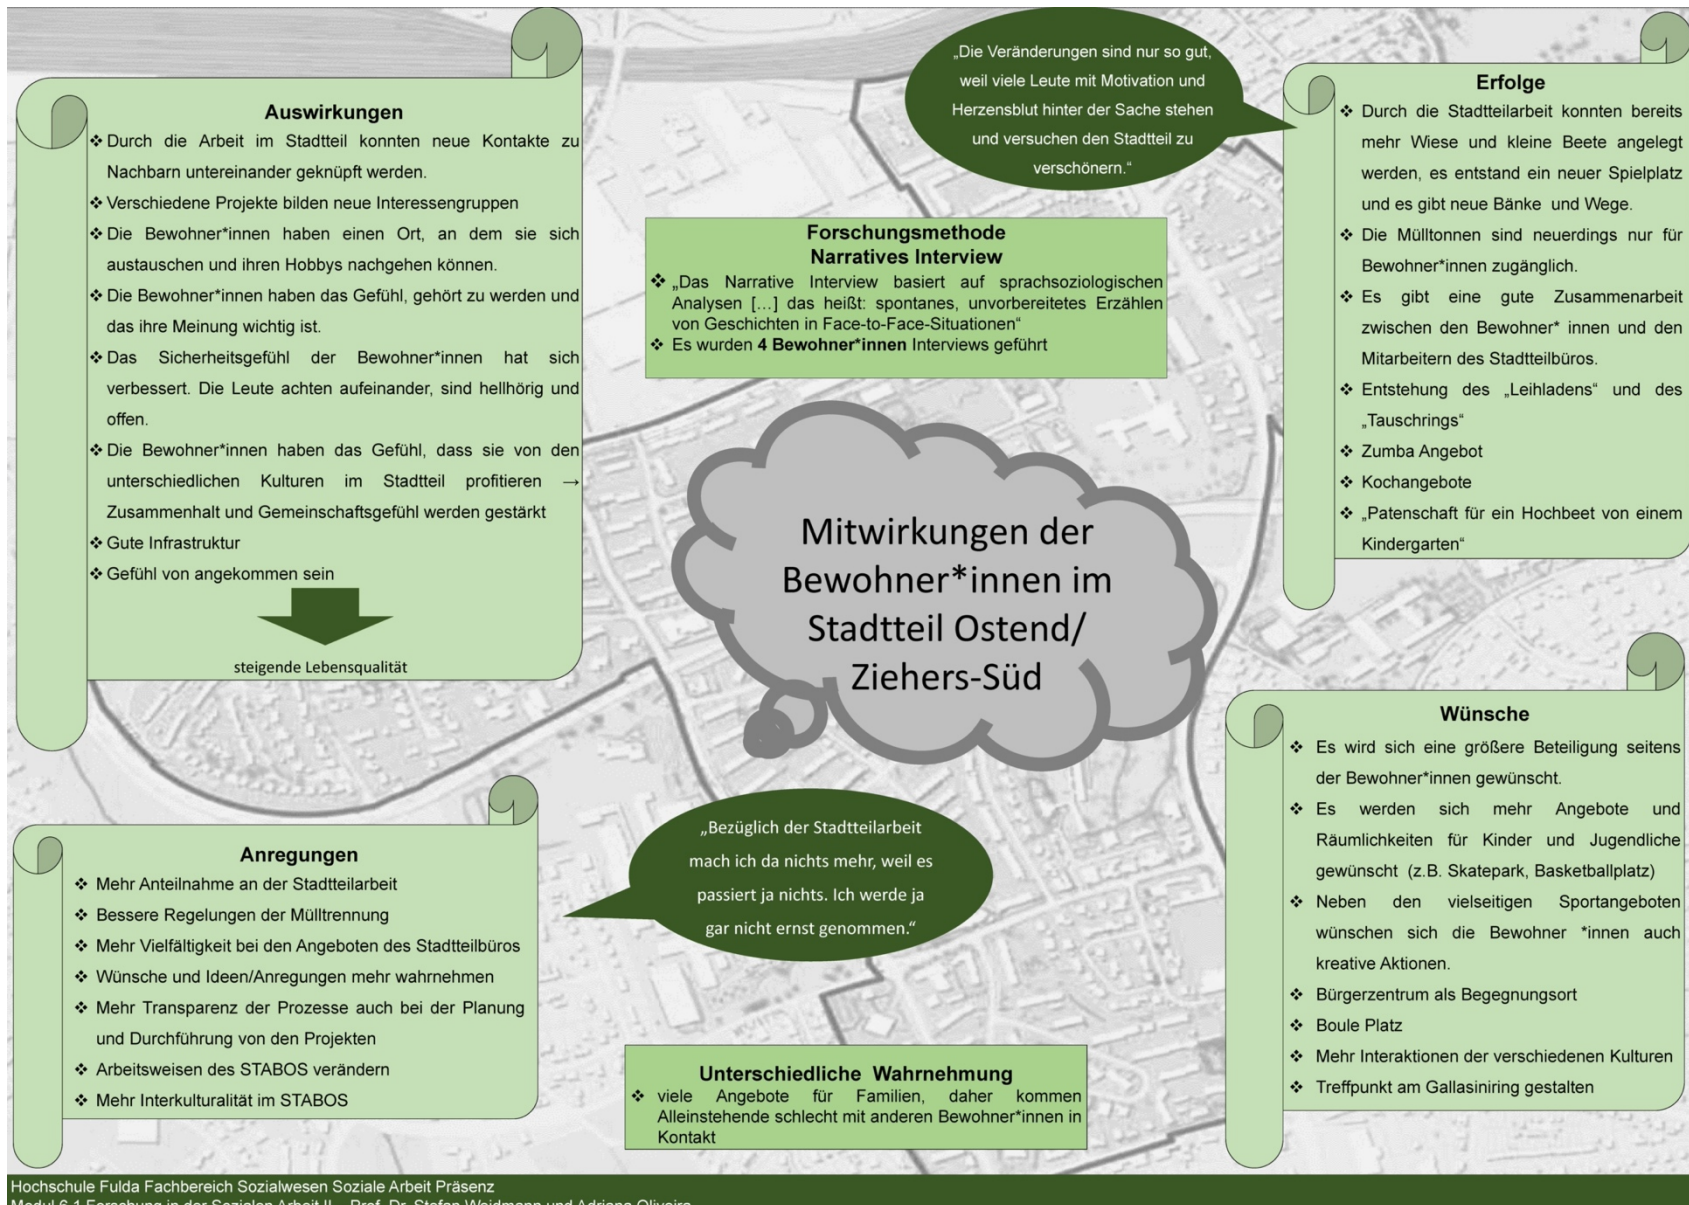 Auswirkungen
❖ Durch die Arbeit im Stadtteil konnten neue Kontakte zu
Nachbarn untereinander geknüpft werden.
❖ Verschiedene Projekte bilden neue Interessengruppen
❖ Die Bewohner*innen haben einen Ort, an dem sie sich
austauschen und ihren Hobbys nachgehen können.
❖ Die Bewohner*innen haben das Gefühl, gehört zu werden und
das ihre Meinung wichtig ist.
❖ Das Sicherheitsgefühl der Bewohner*innen hat sich
verbessert. Die Leute achten aufeinander, sind hellhörig und
offen.
❖ Die Bewohner*innen haben das Gefühl, dass sie von den
unterschiedlichen Kulturen im Stadtteil profitieren →
Zusammenhalt und Gemeinschaftsgefühl werden gestärkt
❖ Gute Infrastruktur
❖ Gefühl von angekommen sein
steigende Lebensqualität
„Die Veränderungen sind nur so gut,
weil viele Leute mit Motivation und
Herzensblut hinter der Sache stehen
und versuchen den Stadtteil zu
verschönern.“
Forschungsmethode
Narratives Interview
❖ „Das Narrative Interview basiert auf sprachsoziologischen
Analysen […] das heißt: spontanes, unvorbereitetes Erzählen
von Geschichten in Face-to-Face-Situationen“
❖ Es wurden 4 Bewohner*innen Interviews geführt
Erfolge
❖ Durch die Stadtteilarbeit konnten bereits
mehr Wiese und kleine Beete angelegt
werden, es entstand ein neuer Spielplatz
und es gibt neue Bänke und Wege.
❖ Die Mülltonnen sind neuerdings nur für
Bewohner*innen zugänglich.
❖ Es gibt eine gute Zusammenarbeit
zwischen den Bewohner* innen und den
Mitarbeitern des Stadtteilbüros.
❖ Entstehung des „Leihladens“ und des
„Tauschrings“
❖ Zumba Angebot
❖ Kochangebote
❖ „Patenschaft für ein Hochbeet von einem
Kindergarten“
Mitwirkungen der
Bewohner*innen im
Stadtteil Ostend/
Ziehers-Süd
Anregungen
❖ Mehr Anteilnahme an der Stadtteilarbeit
❖ Bessere Regelungen der Mülltrennung
❖ Mehr Vielfältigkeit bei den Angeboten des Stadtteilbüros
❖ Wünsche und Ideen/Anregungen mehr wahrnehmen
❖ Mehr Transparenz der Prozesse auch bei der Planung
und Durchführung von den Projekten
❖ Arbeitsweisen des STABOS verändern
❖ Mehr Interkulturalität im STABOS
„Bezüglich der Stadtteilarbeit
mach ich da nichts mehr, weil es
passiert ja nichts. Ich werde ja
gar nicht ernst genommen.“
Unterschiedliche Wahrnehmung
❖ viele Angebote für Familien, daher kommen
Alleinstehende schlecht mit anderen Bewohner*innen in
Kontakt
Wünsche
❖ Es wird sich eine größere Beteiligung seitens
der Bewohner*innen gewünscht.
❖ Es werden sich mehr Angebote und
Räumlichkeiten für Kinder und Jugendliche
gewünscht (z.B. Skatepark, Basketballplatz)
❖ Neben den vielseitigen Sportangeboten
wünschen sich die Bewohner *innen auch
kreative Aktionen.
❖ Bürgerzentrum als Begegnungsort
❖ Boule Platz
❖ Mehr Interaktionen der verschiedenen Kulturen
❖ Treffpunkt am Gallasiniring gestalten
Hochschule Fulda Fachbereich Sozialwesen Soziale Arbeit Präsenz
Modul 6.1 Forschung in der Sozialen Arbeit II – Prof. Dr. Stefan Weidmann und Adriana Oliveira